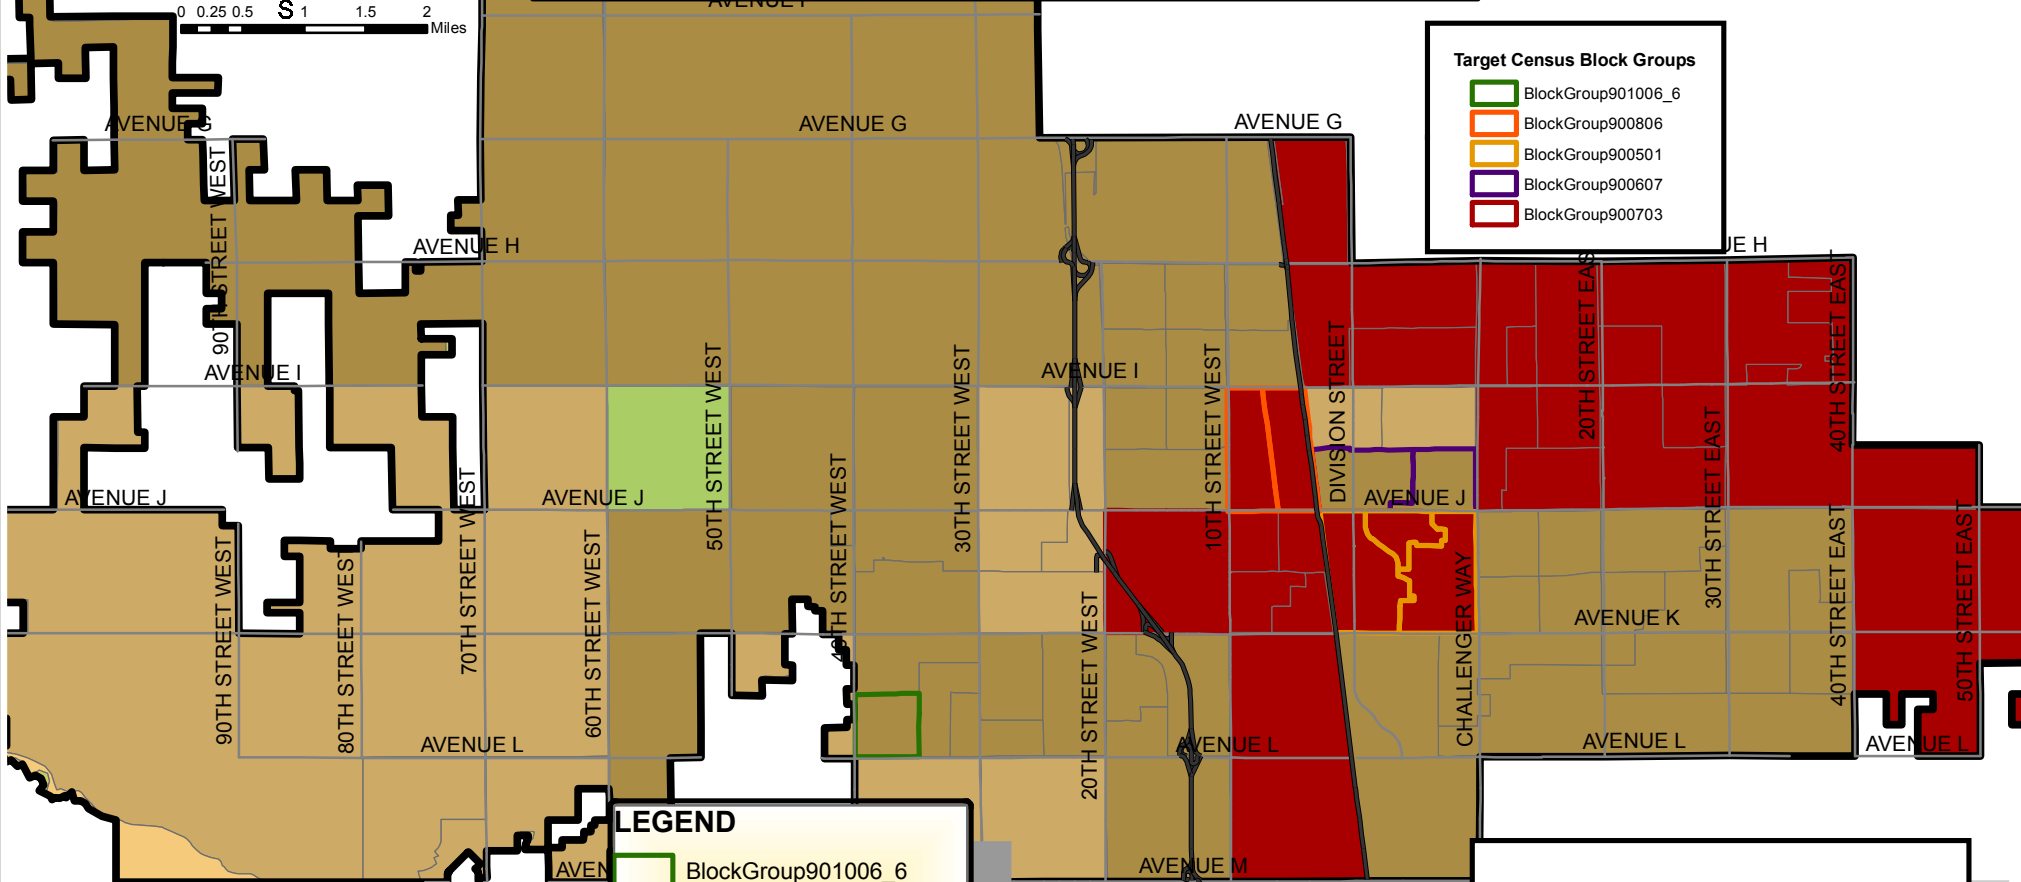 AVENUE I
S
0 0.25 0.5 1 1.5 2
Miles
Target Census Block Groups
BlockGroup901006_6
BlockGroup900806
BlockGroup900501
BlockGroup900607
BlockGroup900703
AVENUE G
AVENUE G
AVENUE G
AVENUE H
UE H
90TH STREET WEST
AVENUE I
AVENUE I
50TH STREET WEST
30TH STREET WEST
10TH STREET WEST
DIVISION STREET
20TH STREET EAS
30TH STREET EAST
40TH STREET EAST
AVENUE J
AVENUE J
AVENUE J
70TH STREET WEST
40TH STREET WEST
90TH STREET WEST
80TH STREET WEST
60TH STREET WEST
20TH STREET WEST
CHALLENGER WAY
AVENUE K
40TH STREET EAST
50TH STREET EAST
AVENUE L
AVENUE L
AVENUE L
AVENUE L
LEGEND
BlockGroup901006_6
AVEN
AVENUE M